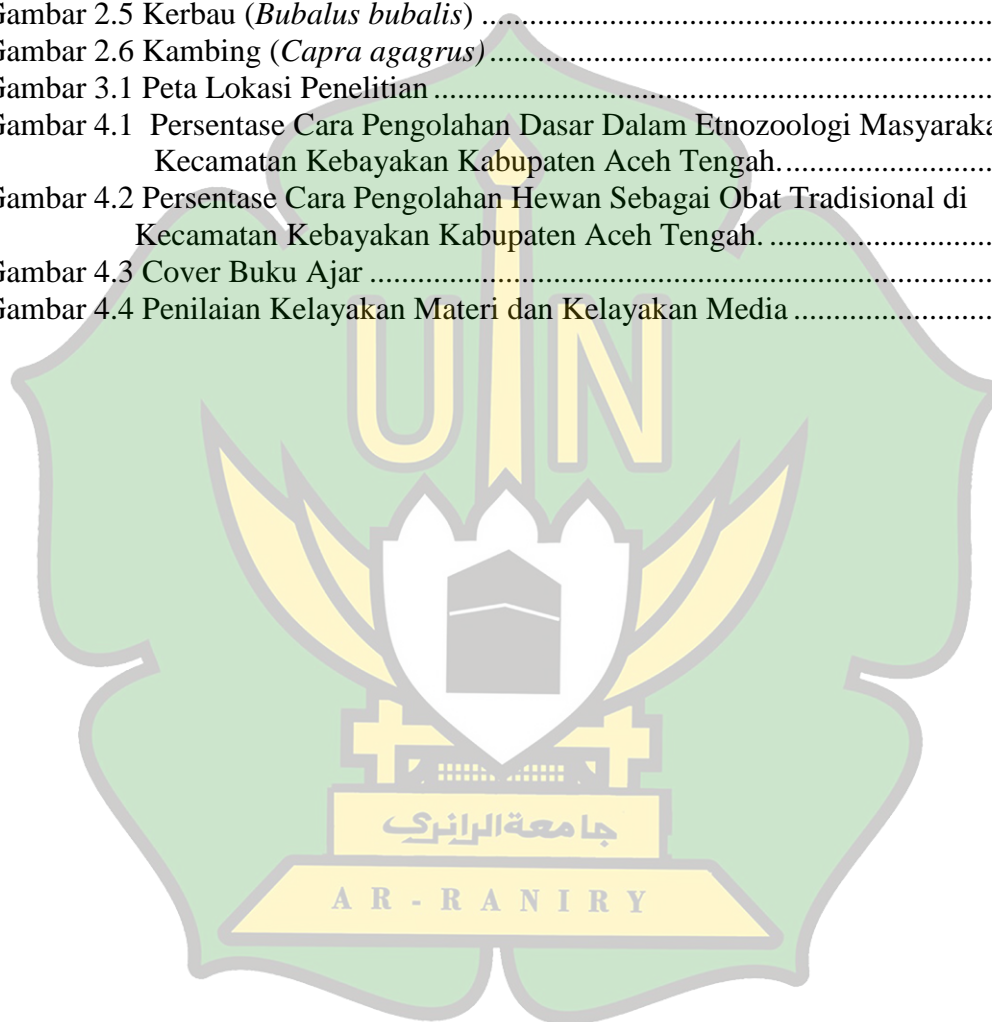 Gambar 2.5 Kerbau (Bubalus bubalis) ........................................................
Gambar 2.6 Kambing (Capra agagrus) .......................................................
Gambar 3.1 Peta Lokasi Penelitian ..............................................................
Gambar 4.1 Persentase Cara Pengolahan Dasar Dalam Etnozoologi Masyaraka
Kecamatan Kebayakan Kabupaten Aceh Tengah. ......................
Gambar 4.2 Persentase Cara Pengolahan Hewan Sebagai Obat Tradisional di
Kecamatan Kebayakan Kabupaten Aceh Tengah. ........................
Gambar 4.3 Cover Buku Ajar ......................................................................
Gambar 4.4 Penilaian Kelayakan Materi dan Kelayakan Media ......................
UIN
جامعة الرانري
AR-RANIRY